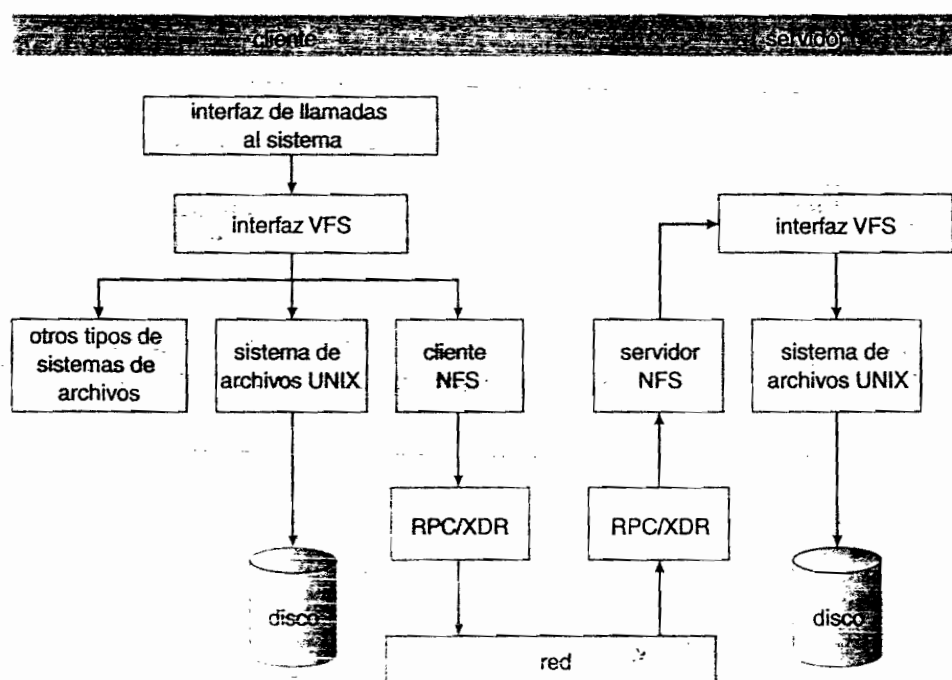 cliente
servidor
interfaz de llamadas
al sistema
interfaz VFS
interfaz VFS
otros tipos de
sistemas de
archivos
sistema de
archivos UNIX
cliente
NFS
servidor
NFS
sistema de
archivos UNIX
RPC/XDR
RPC/XDR
disco
disco
red